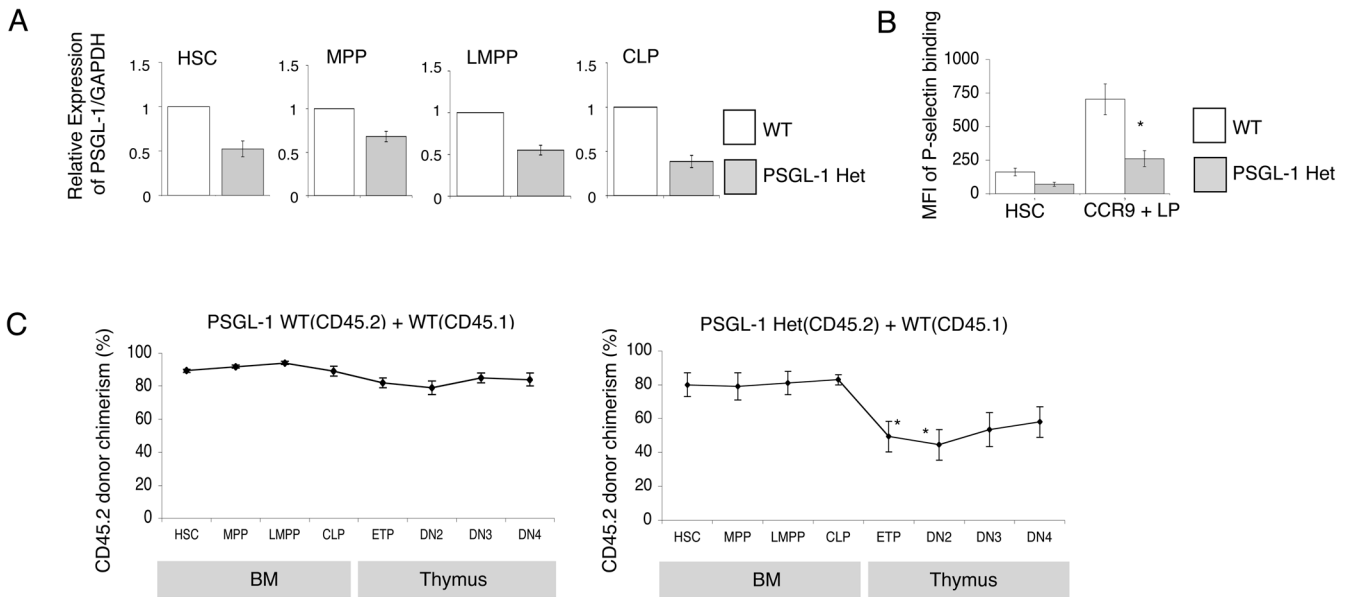 A
Relative Expression
of PSGL-1/GAPDH
HSC
1.5
1
0.5
0
MPP
1.5
1
0.5
0
LMPP
1.5
1
0.5
0
CLP
1.5
1
0.5
0
WT
PSGL-1 Het
B
MFI of P-selectin binding
1000
750
500
250
0
*
HSC
CCR9 + LP
WT
PSGL-1 Het
C
PSGL-1 WT(CD45.2) + WT(CD45.1)
CD45.2 donor chimerism (%)
100
80
60
40
20
0
HSC MPP LMPP CLP ETP DN2 DN3 DN4
BM Thymus
PSGL-1 Het(CD45.2) + WT(CD45.1)
CD45.2 donor chimerism (%)
100
80
60
40
20
0
* *
HSC MPP LMPP CLP ETP DN2 DN3 DN4
BM Thymus